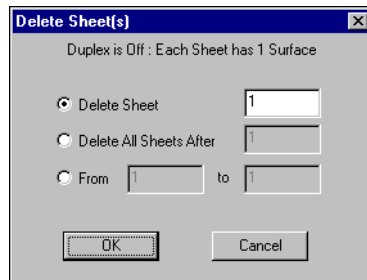 Delete Sheet(s)
Duplex is Off : Each Sheet has 1 Surface
Delete Sheet 1
Delete All Sheets After 1
From 1 to 1
OK Cancel